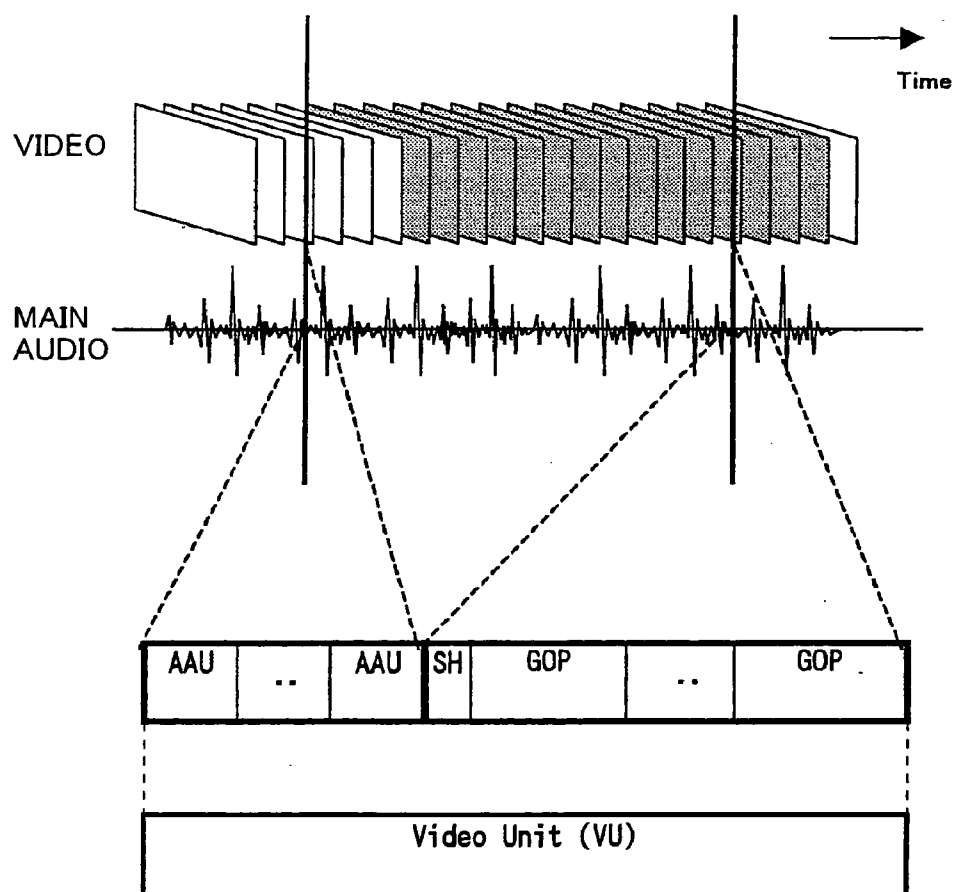 Time
VIDEO
MAIN
AUDIO
AAU .. AAU SH GOP .. GOP
Video Unit (VU)